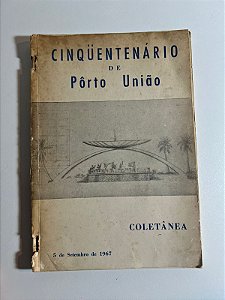 CINQÜENTENÁRIO
DE
Pôrto União
COLETÂNEA
5 de Setembro de 1967